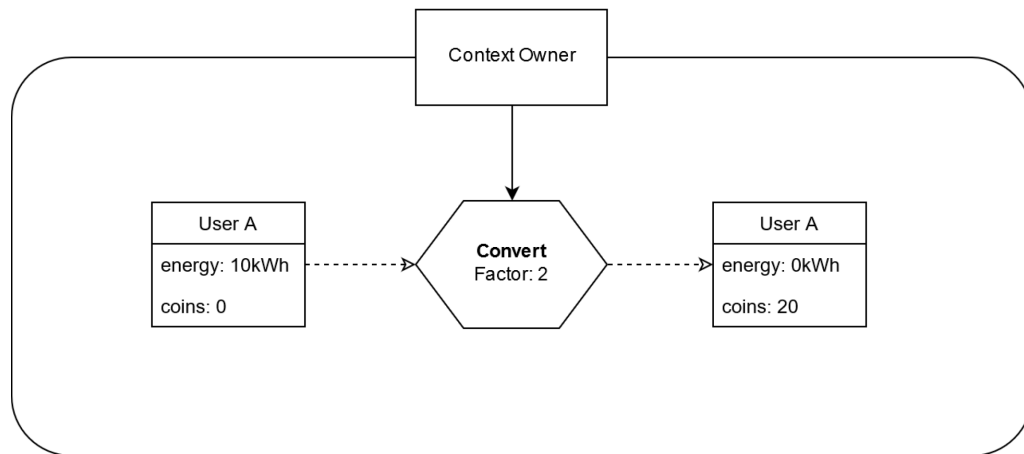 Context Owner
User A
energy: 10kWh
coins: 0
Convert
Factor: 2
User A
energy: 0kWh
coins: 20